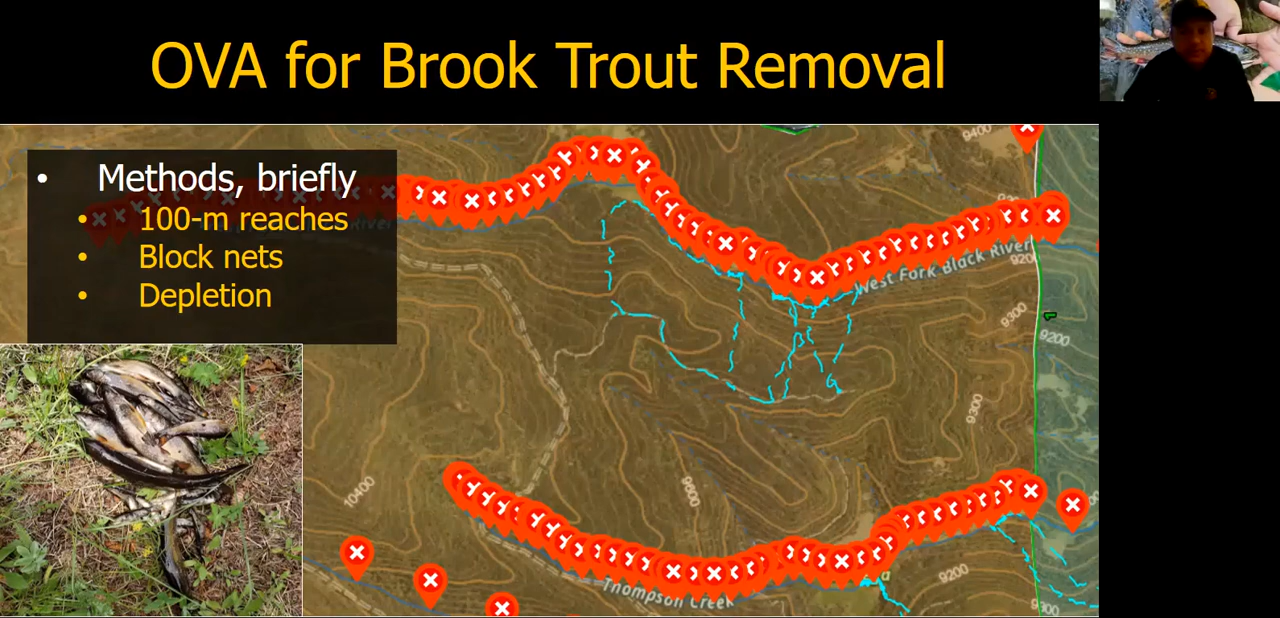 OVA for Brook Trout Removal
• Methods, briefly
• 100-m reaches
• Block nets
• Depletion
9400
West Fork Black River
920
9300
9200
9300
10400
9600
9200
Thompson Creek